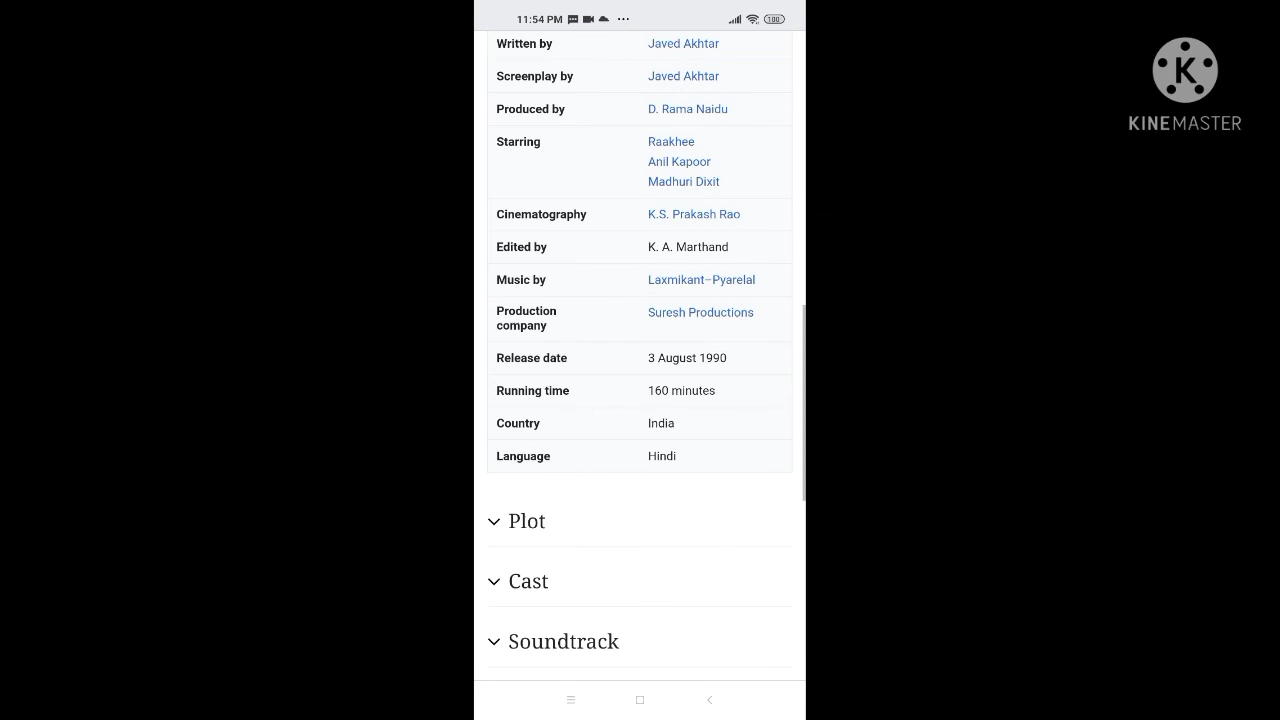 11:54 PM
100
K
KINEMASTER
Written by Javed Akhtar
Screenplay by Javed Akhtar
Produced by D. Rama Naidu
Starring Raakhee
Anil Kapoor
Madhuri Dixit
Cinematography K.S. Prakash Rao
Edited by K. A. Marthand
Music by Laxmikant–Pyarelal
Production company Suresh Productions
Release date 3 August 1990
Running time 160 minutes
Country India
Language Hindi
Plot
Cast
Soundtrack